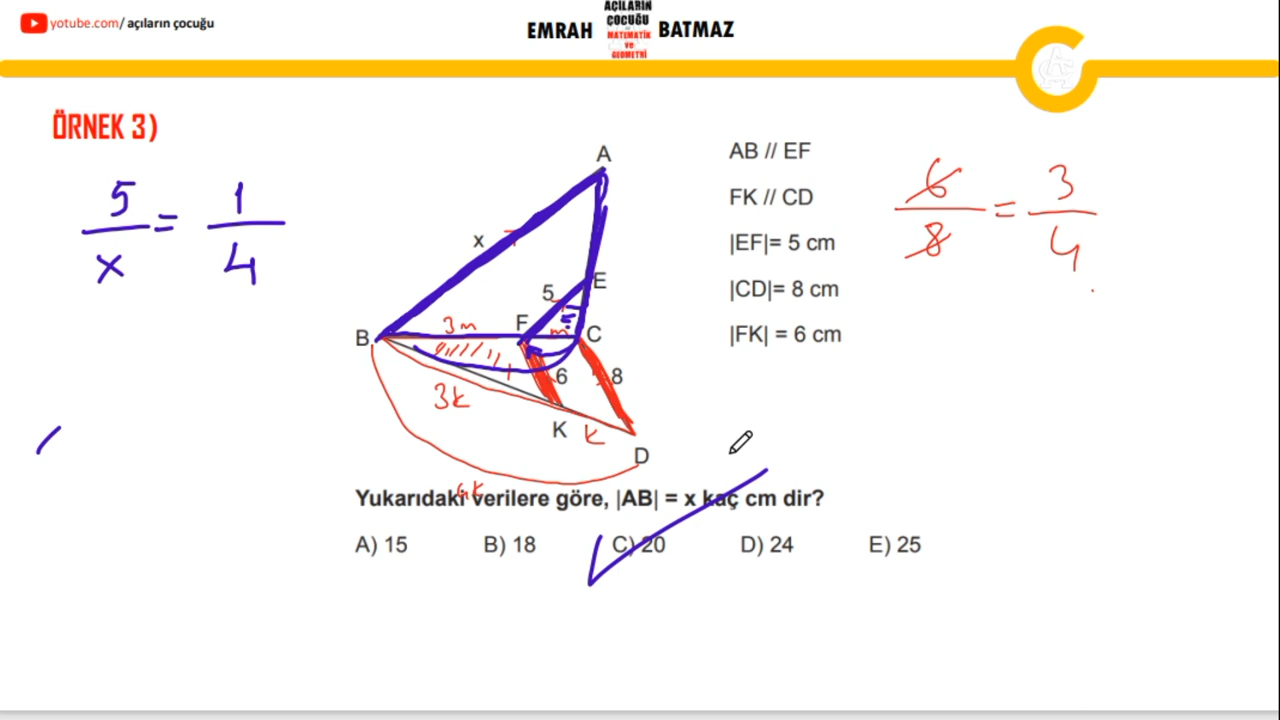 yotube.com/ açıların çocuğu
EMRAH
AÇILARIN
ÇOCUĞU
MATEMATİK
ve
GEOMETRİ
BATMAZ
ÖRNEK 3)
5/x = 1/4
A
x
E
5
F
3m
m
C
B
6
8
3k
K
k
D
4k
AB // EF
FK // CD
|EF|= 5 cm
|CD|= 8 cm
|FK| = 6 cm
6/8 = 3/4
Yukarıdaki verilere göre, |AB| = x kaç cm dir?
A) 15 B) 18 C) 20 D) 24 E) 25